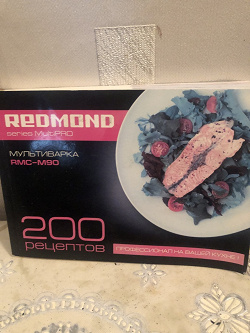 REDMOND
series MultiPRO
МУЛЬТИВАРКА
RMC-M90
200
рецептов
ПРОФЕССИОНАЛ НА ВАШЕЙ КУХНЕ